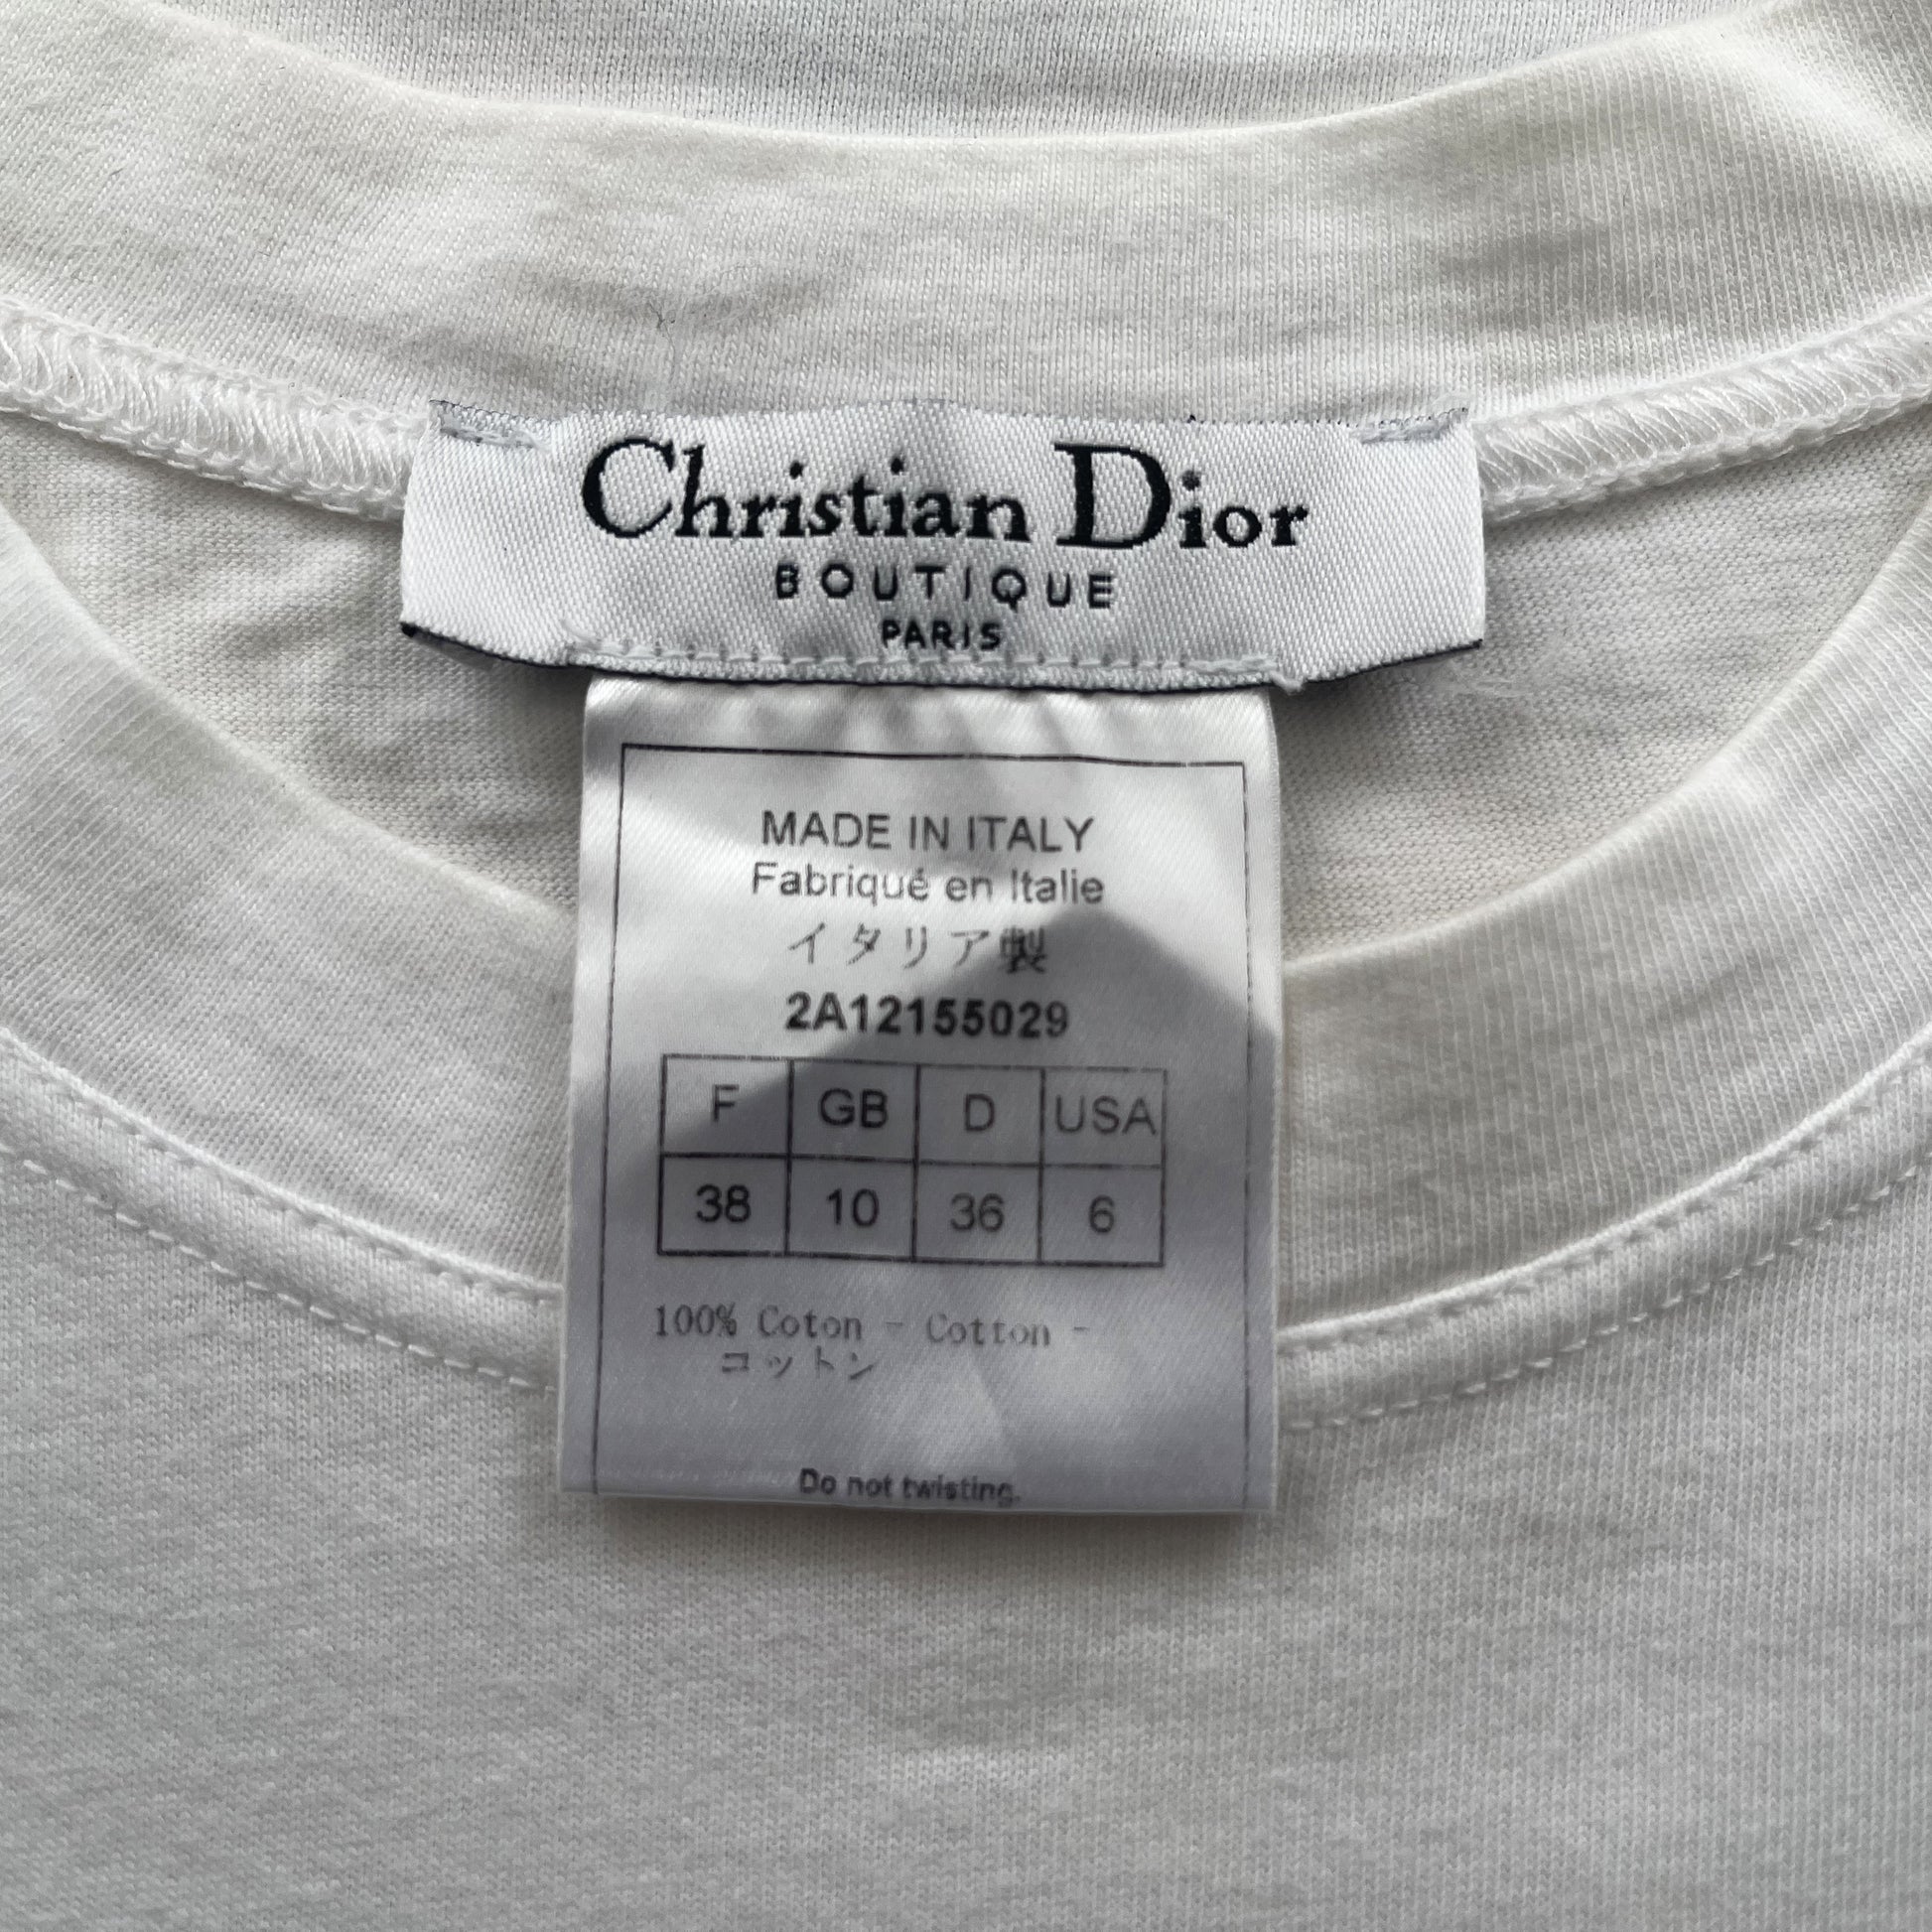 Christian Dior
BOUTIQUE
PARIS
MADE IN ITALY
Fabriqué en Italie
イタリア製
2A12155029
F GB D USA
38 10 36 6
100% Coton - Cotton -
コットン
Do not twisting.